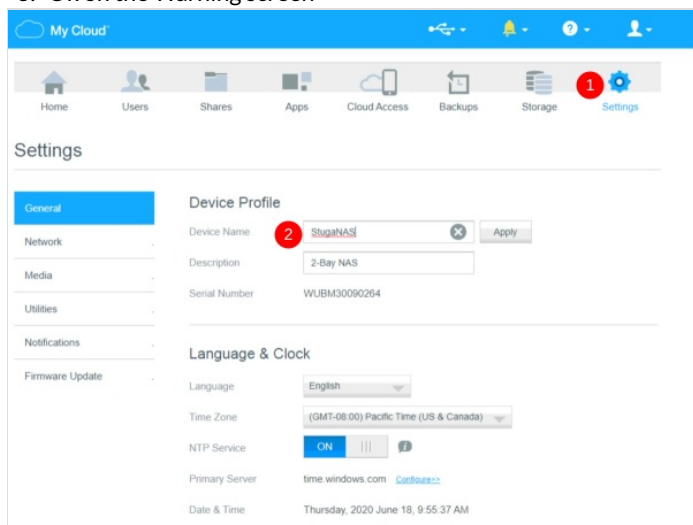 My Cloud™
Home Users Shares Apps Cloud Access Backups Storage 1 Settings
Settings
General
Network
Media
Utilities
Notifications
Firmware Update
Device Profile
Device Name 2 StugaNAS Apply
Description 2-Bay NAS
Serial Number WUBM30090264
Language & Clock
Language English
Time Zone (GMT-08:00) Pacific Time (US & Canada)
NTP Service ON
Primary Server time.windows.com Configure>>
Date & Time Thursday, 2020 June 18, 9:55:37 AM